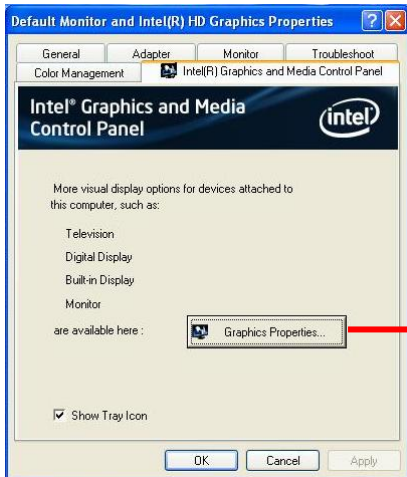 Default Monitor and Intel(R) HD Graphics Properties
General Adapter Monitor Troubleshoot
Color Management Intel(R) Graphics and Media Control Panel
Intel® Graphics and Media
Control Panel
intel
More visual display options for devices attached to
this computer, such as:
Television
Digital Display
Built-in Display
Monitor
are available here : Graphics Properties...
Show Tray Icon
OK Cancel Apply